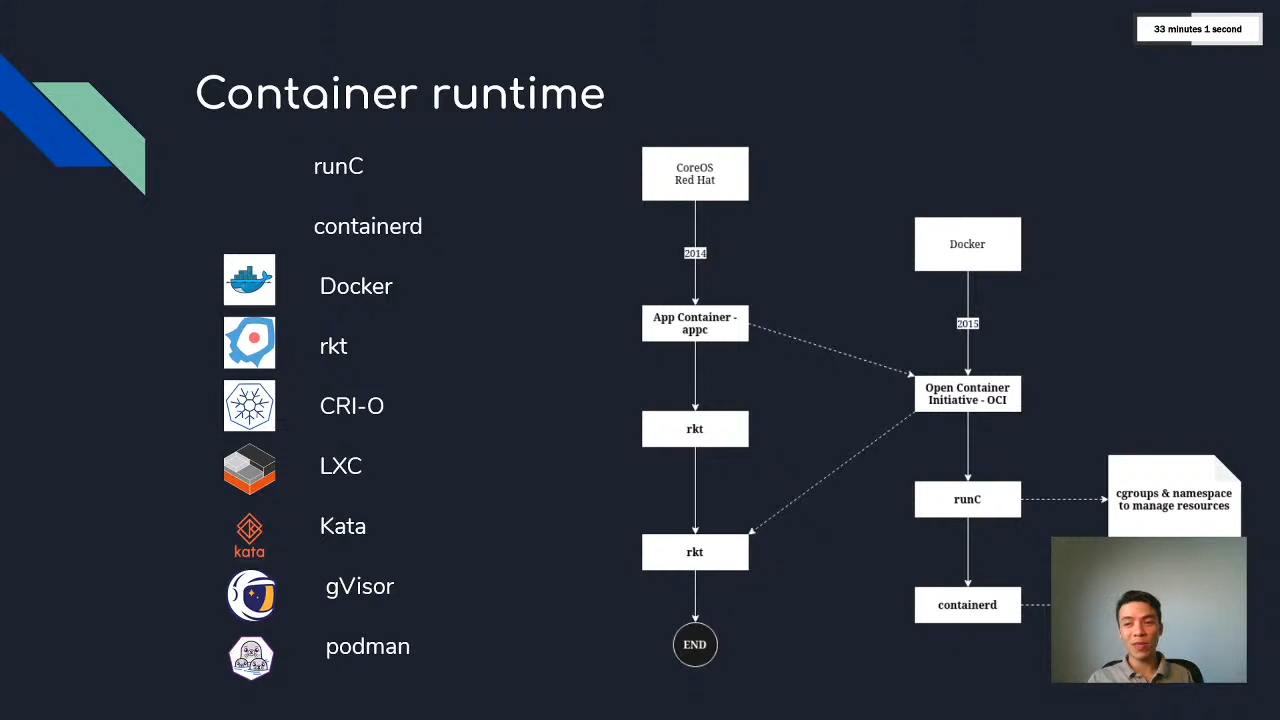 33 minutes 1 second
Container runtime
runC
containerd
Docker
rkt
CRI-O
LXC
kata
Kata
gVisor
podman
CoreOS
Red Hat
2014
App Container -
appc
rkt
rkt
END
Docker
2015
Open Container
Initiative - OCI
runC
cgroups & namespace
to manage resources
containerd